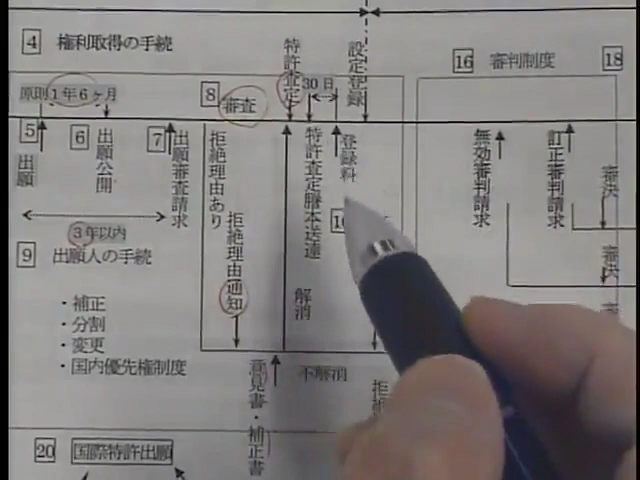 4 権利取得の手続
特許査定
設定登録
16 審判制度
18
原則1年6ヶ月
8 審査
30日
5 出願
6 出願公開
7 出願審査請求
拒絶理由あり
拒絶理由通知
特許査定謄本送達
登録料
無効審判請求
訂正審判請求
審決
審決
3年以内
9 出願人の手続
・補正
・分割
・変更
・国内優先権制度
解消
不解消
意見書・補正書
20 国際特許出願